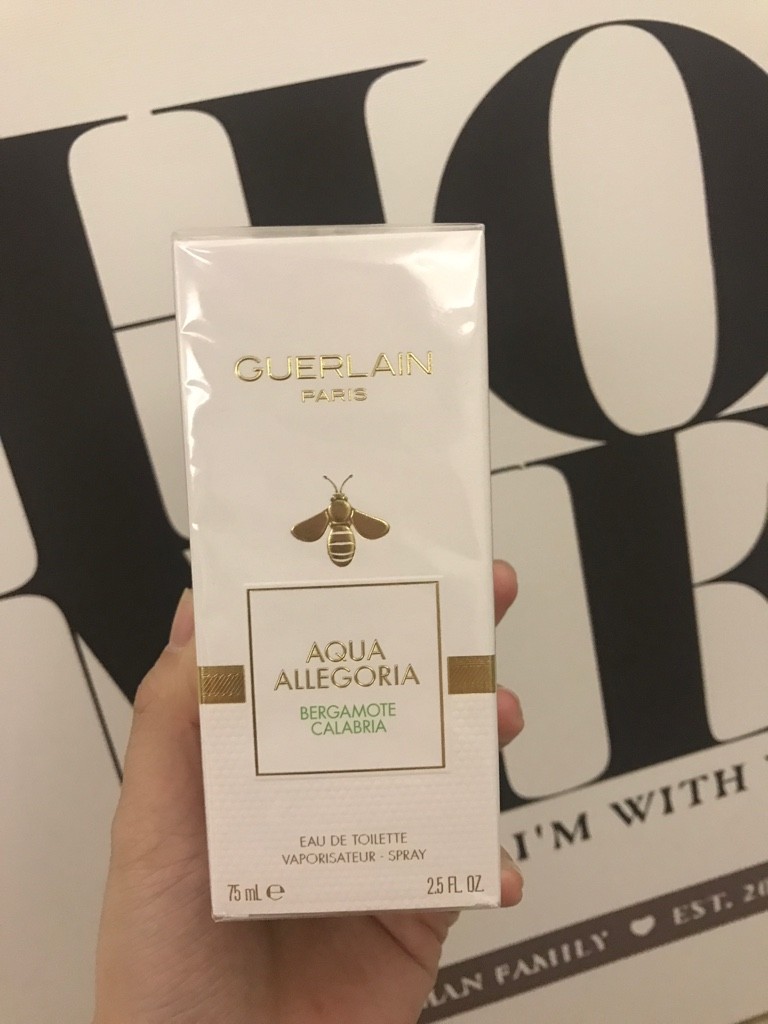 HO
GUERLAIN
PARIS
AQUA
ALLEGORIA
BERGAMOTE
CALABRIA
EAU DE TOILETTE
VAPORISATEUR - SPRAY
75 mL ℮
2.5 FL. OZ.
I'M WITH
FAMILY ♥ EST. 20